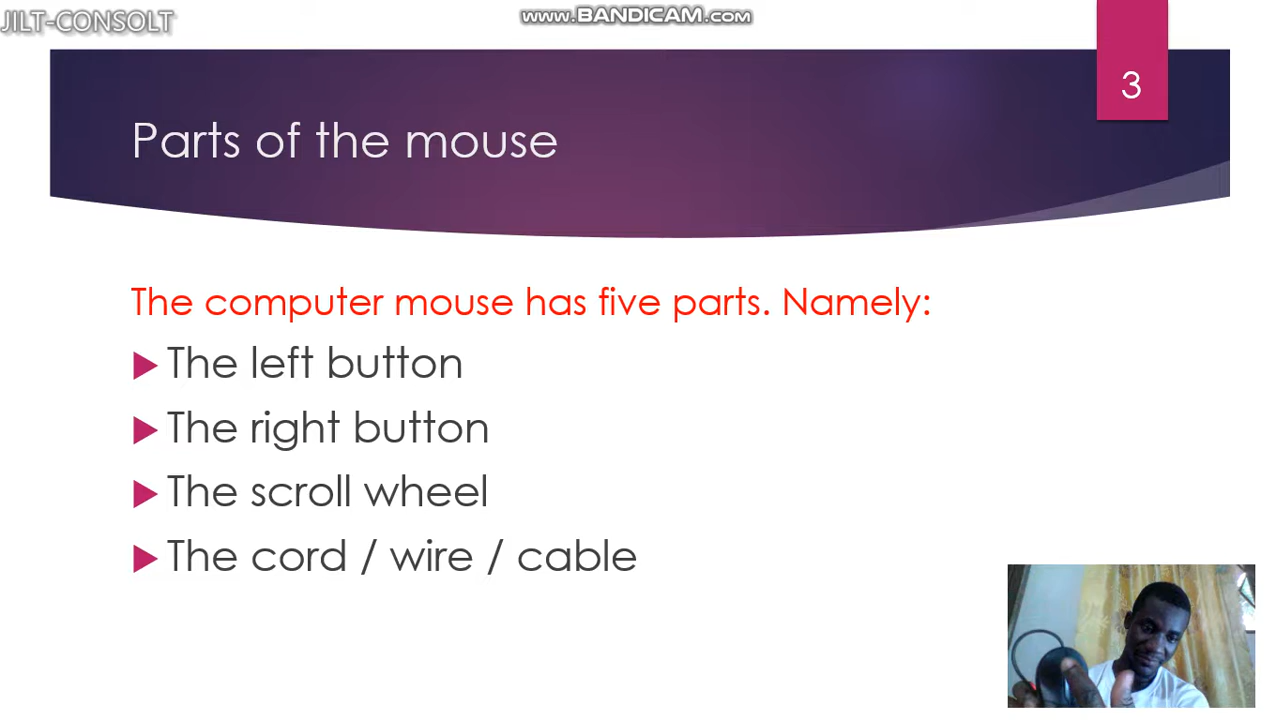 JILT-CONSOLT
www.BANDICAM.com
3
Parts of the mouse
The computer mouse has five parts. Namely:
The left button
The right button
The scroll wheel
The cord / wire / cable